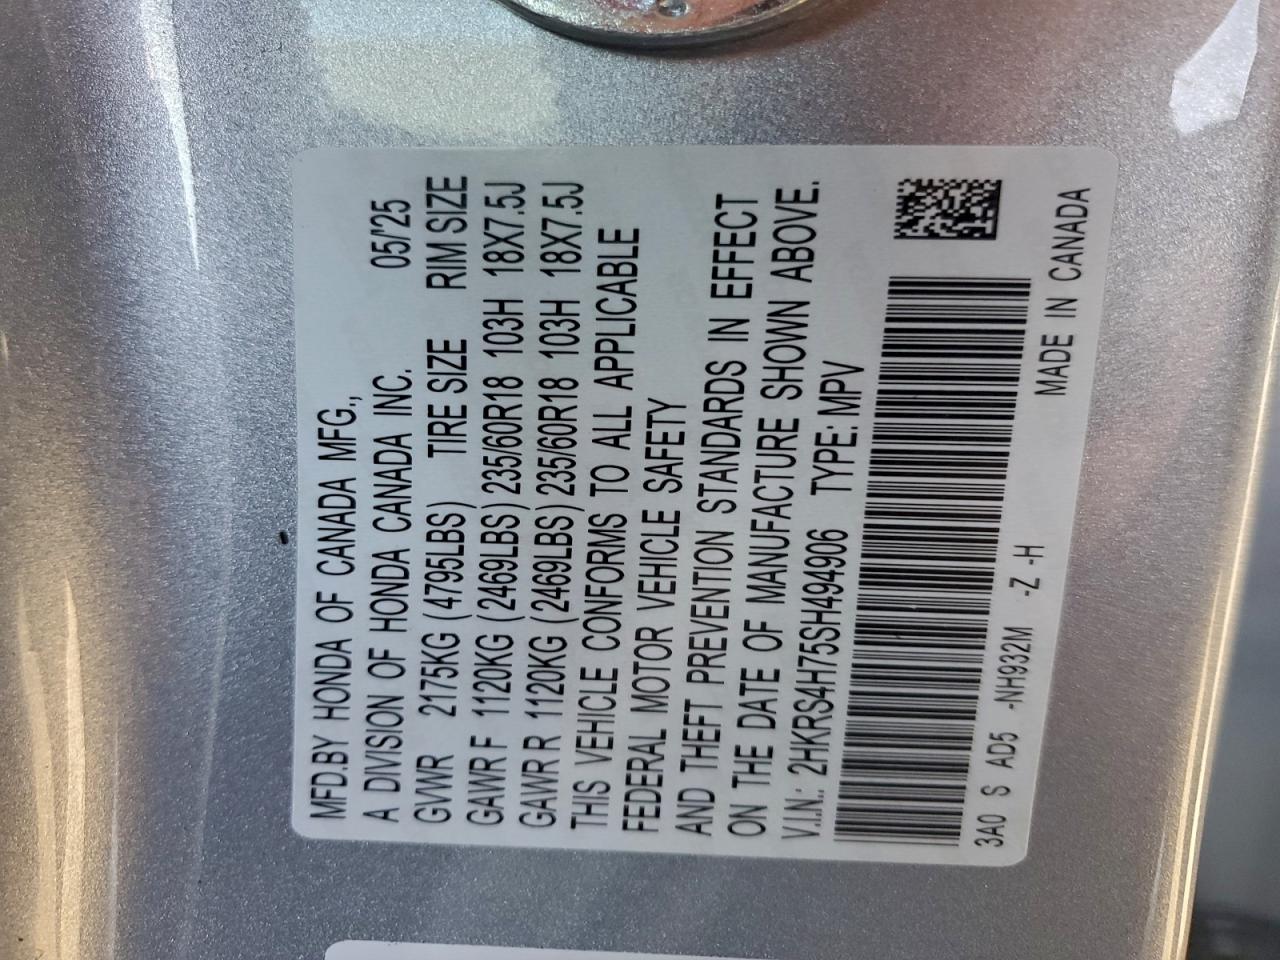 MFD.BY HONDA OF CANADA MFG.,
A DIVISION OF HONDA CANADA INC. 05/'25
GVWR 2175KG (4795LBS) TIRE SIZE RIM SIZE
GAWR F 1120KG (2469LBS) 235/60R18 103H 18X7.5J
GAWR R 1120KG (2469LBS) 235/60R18 103H 18X7.5J
THIS VEHICLE CONFORMS TO ALL APPLICABLE
FEDERAL MOTOR VEHICLE SAFETY
AND THEFT PREVENTION STANDARDS IN EFFECT
ON THE DATE OF MANUFACTURE SHOWN ABOVE.
V.I.N.: 2HKRS4H75SH494906 TYPE: MPV
3A0 S AD5 -NH932M -Z -H
MADE IN CANADA